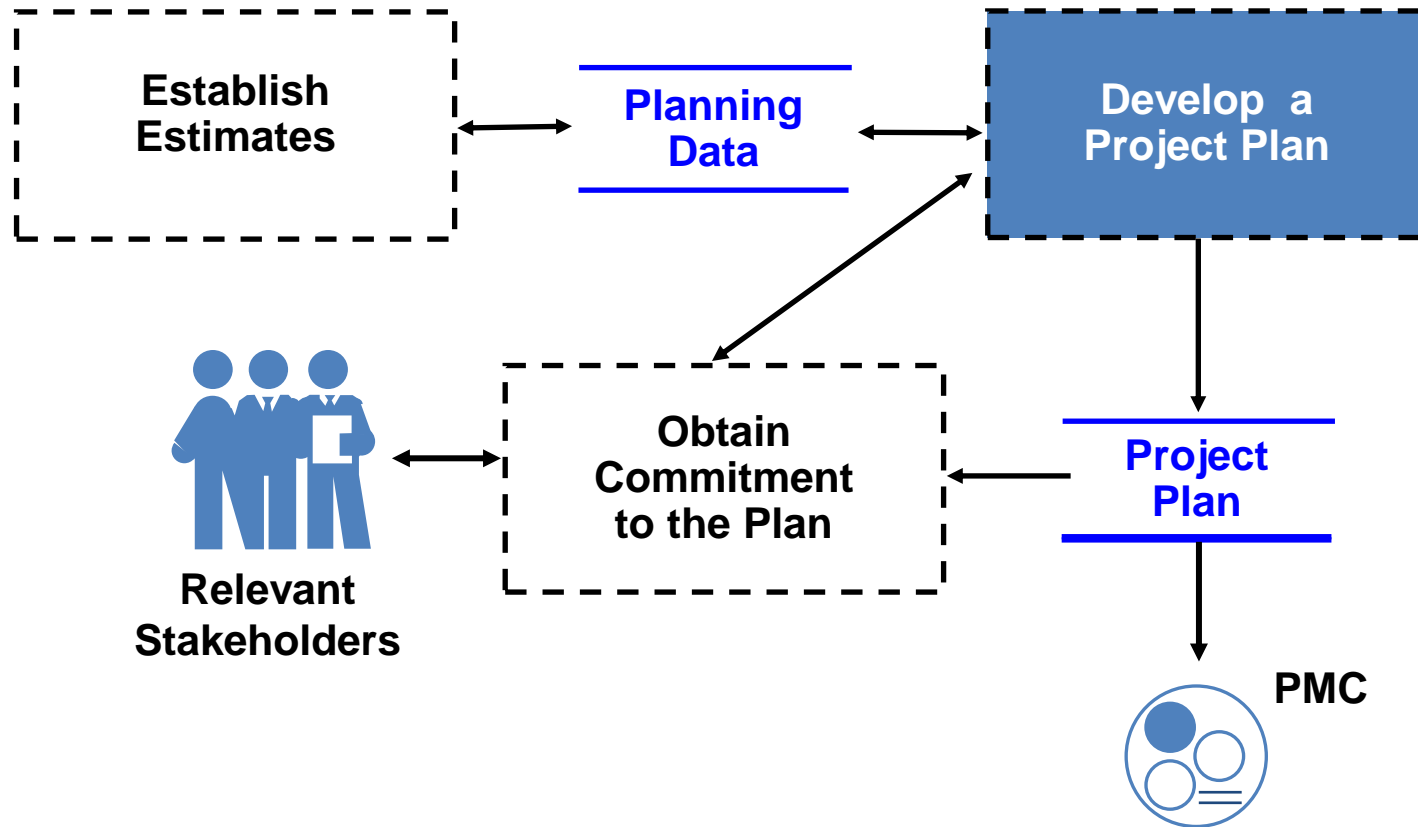 Establish
Estimates
Planning
Data
Develop a
Project Plan
Obtain
Commitment
to the Plan
Project
Plan
Relevant
Stakeholders
PMC